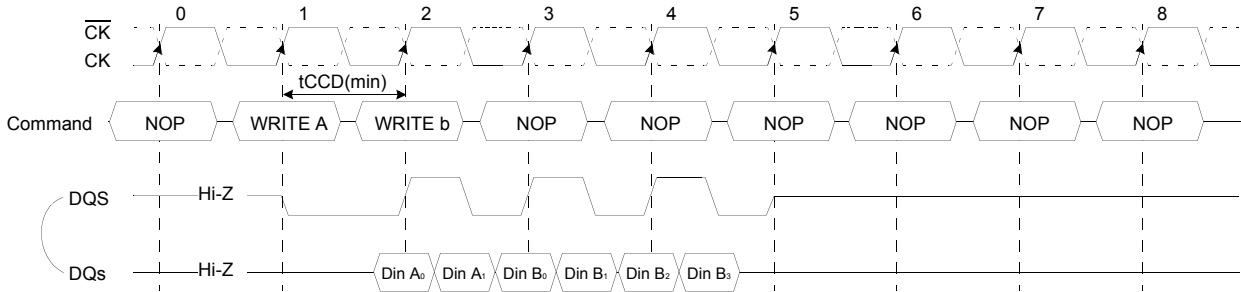 0 1 2 3 4 5 6 7 8
CK
CK
tCCD(min)
Command NOP WRITE A WRITE b NOP NOP NOP NOP NOP NOP
DQS Hi-Z
DQs Hi-Z Din A₀ Din A₁ Din B₀ Din B₁ Din B₂ Din B₃